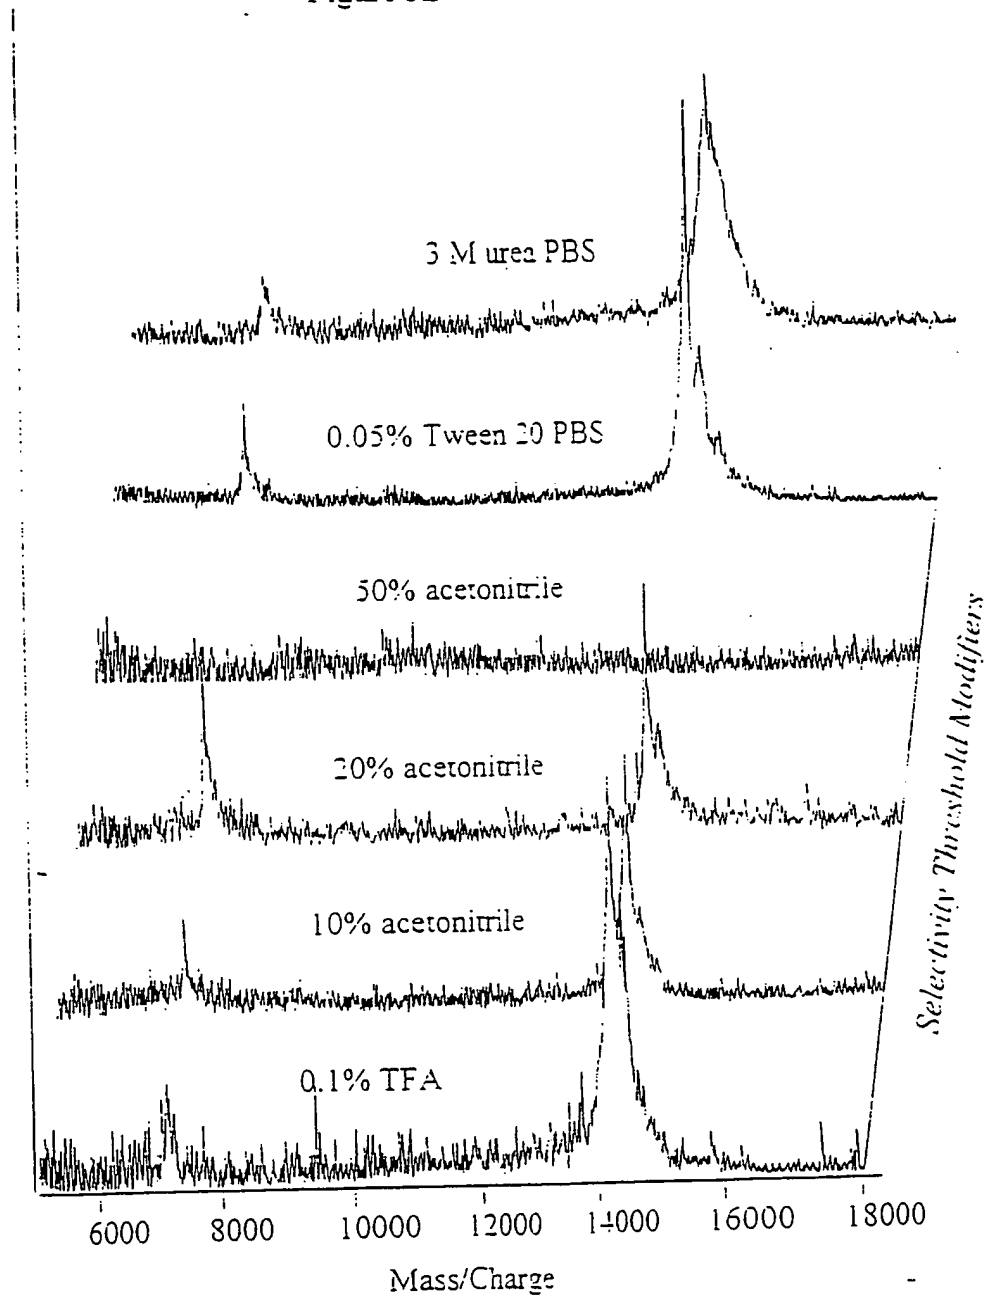 3 M urea PBS
0.05% Tween 20 PBS
50% acetonitrile
20% acetonitrile
10% acetonitrile
0.1% TFA
Selectivity Threshold Modifiers
6000 8000 10000 12000 14000 16000 18000
Mass/Charge